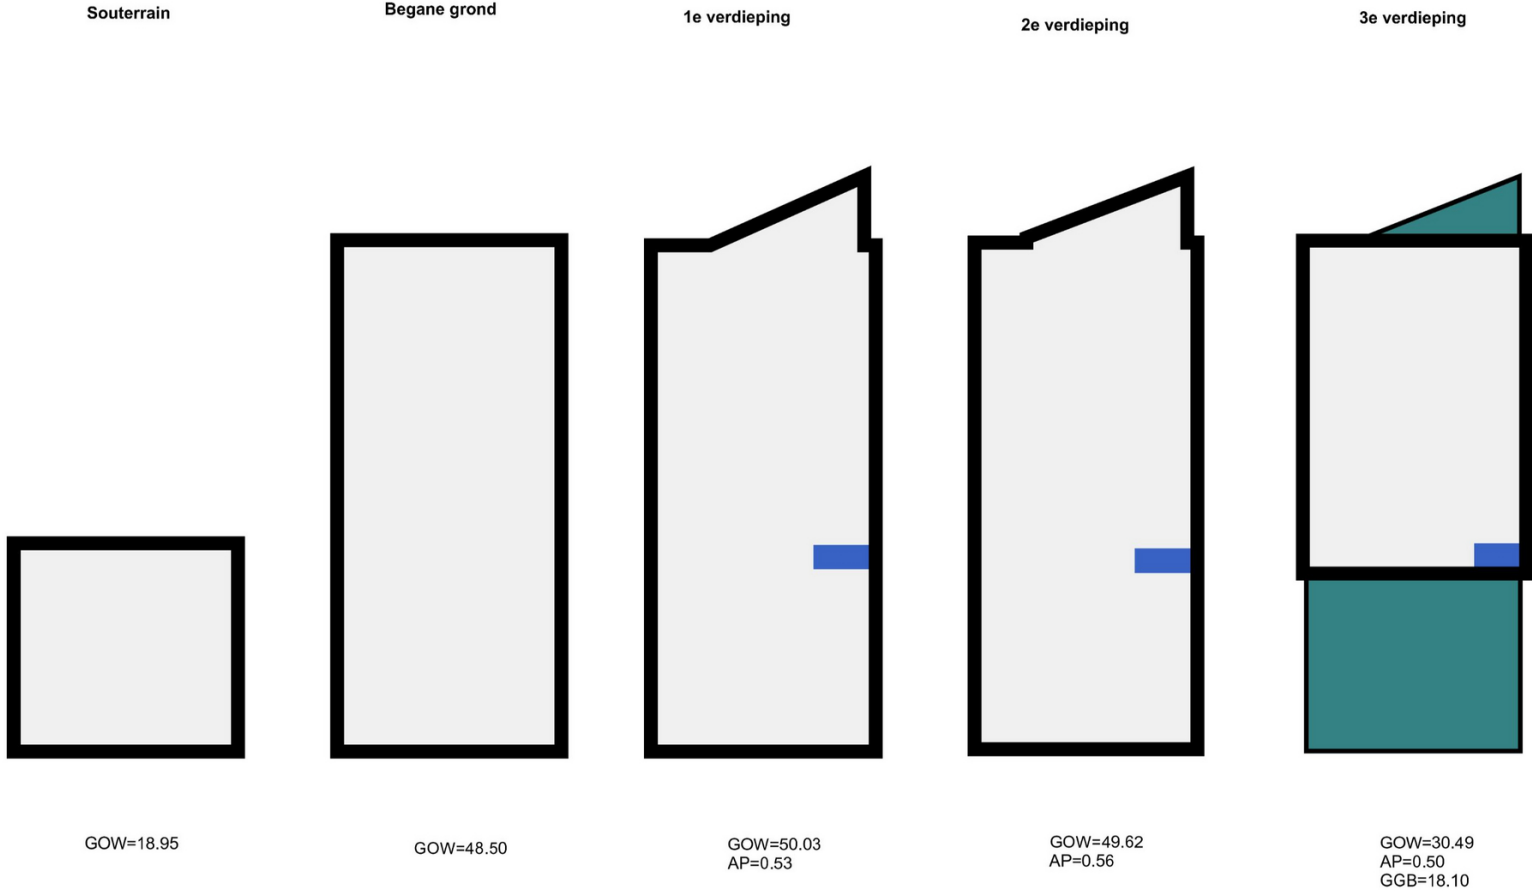 Souterrain
Begane grond
1e verdieping
2e verdieping
3e verdieping
GOW=18.95
GOW=48.50
GOW=50.03
AP=0.53
GOW=49.62
AP=0.56
GOW=30.49
AP=0.50
GGB=18.10